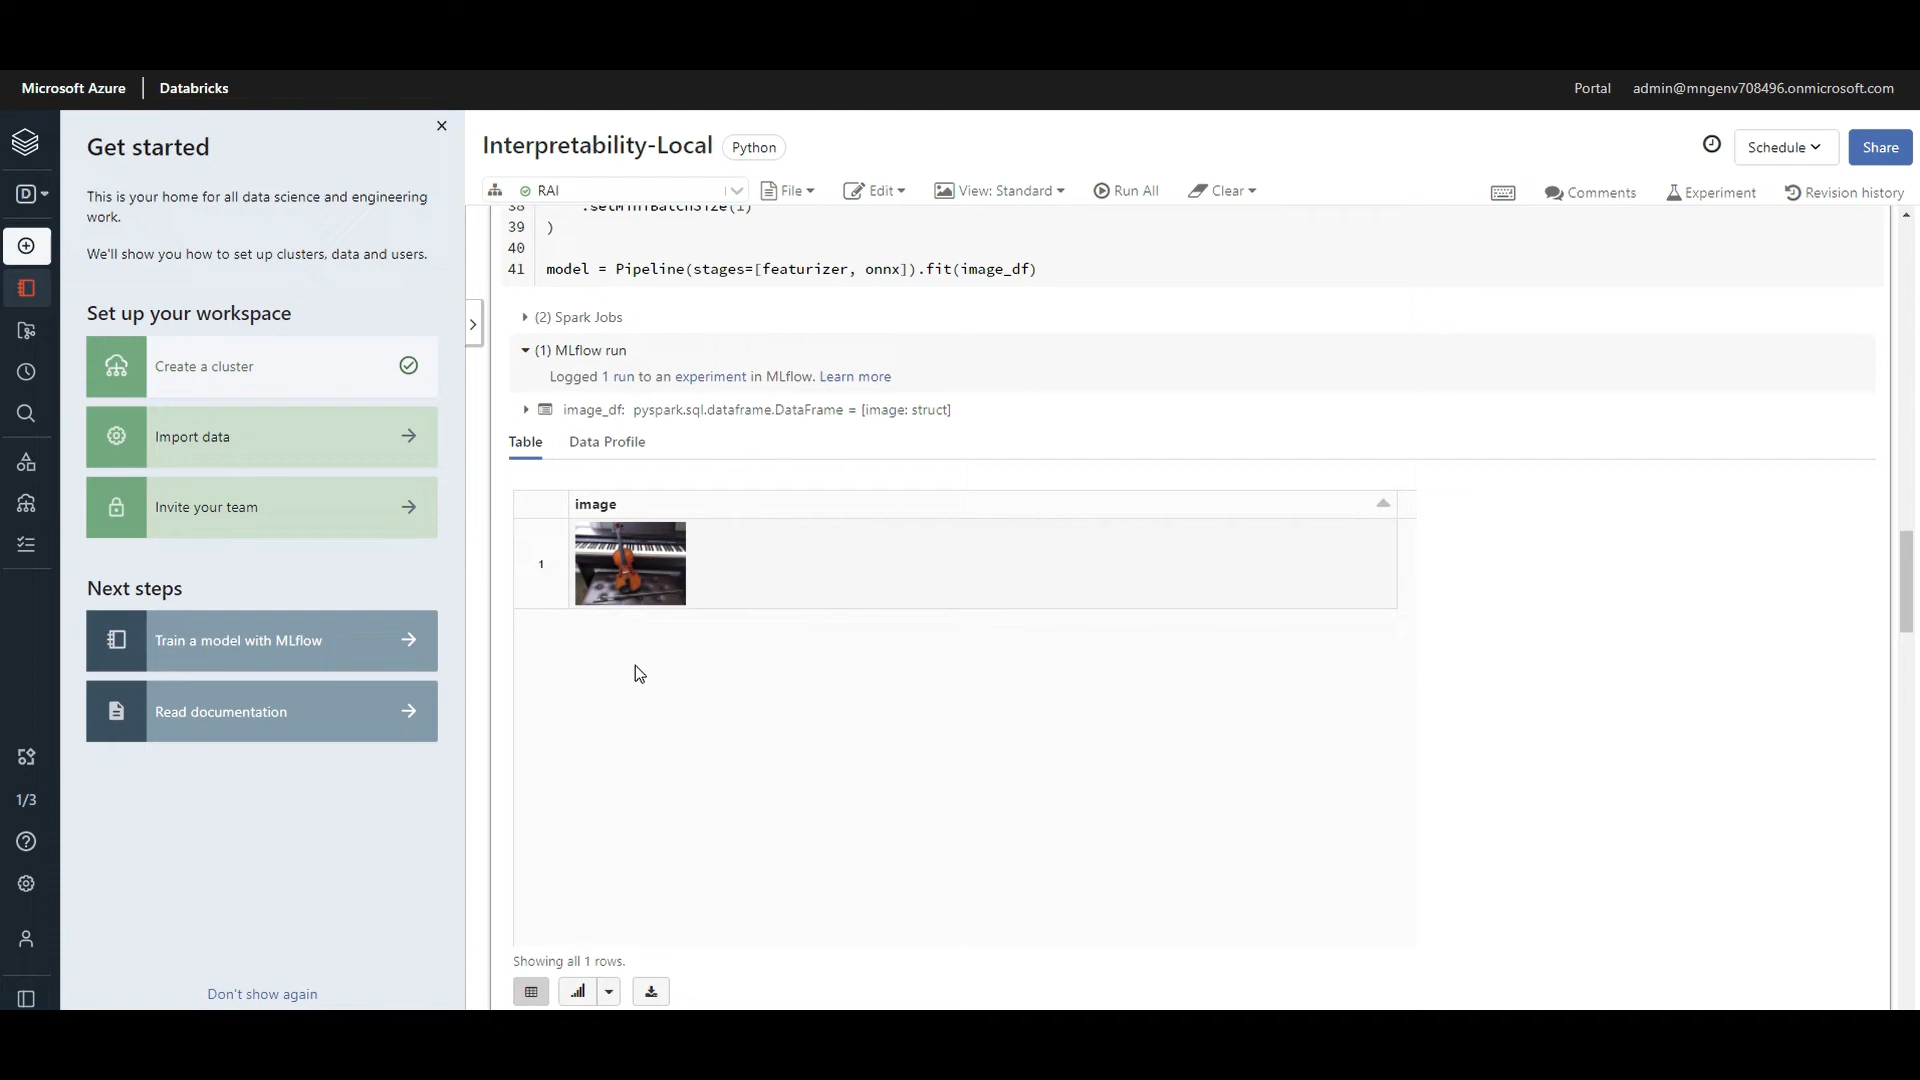 Microsoft Azure | Databricks
Portal admin@mngenv708496.onmicrosoft.com
Get started
This is your home for all data science and engineering
work.
We'll show you how to set up clusters, data and users.
Set up your workspace
Create a cluster
Import data
Invite your team
Next steps
Train a model with MLflow
Read documentation
Don't show again
D
1/3
Interpretability-Local Python
Schedule Share
RAI File Edit View: Standard Run All Clear
Comments Experiment Revision history
38 .setMiniBatchSize(1)
39 )
40
41 model = Pipeline(stages=[featurizer, onnx]).fit(image_df)
(2) Spark Jobs
(1) MLflow run
Logged 1 run to an experiment in MLflow. Learn more
image_df: pyspark.sql.dataframe.DataFrame = [image: struct]
Table Data Profile
image
1
Showing all 1 rows.